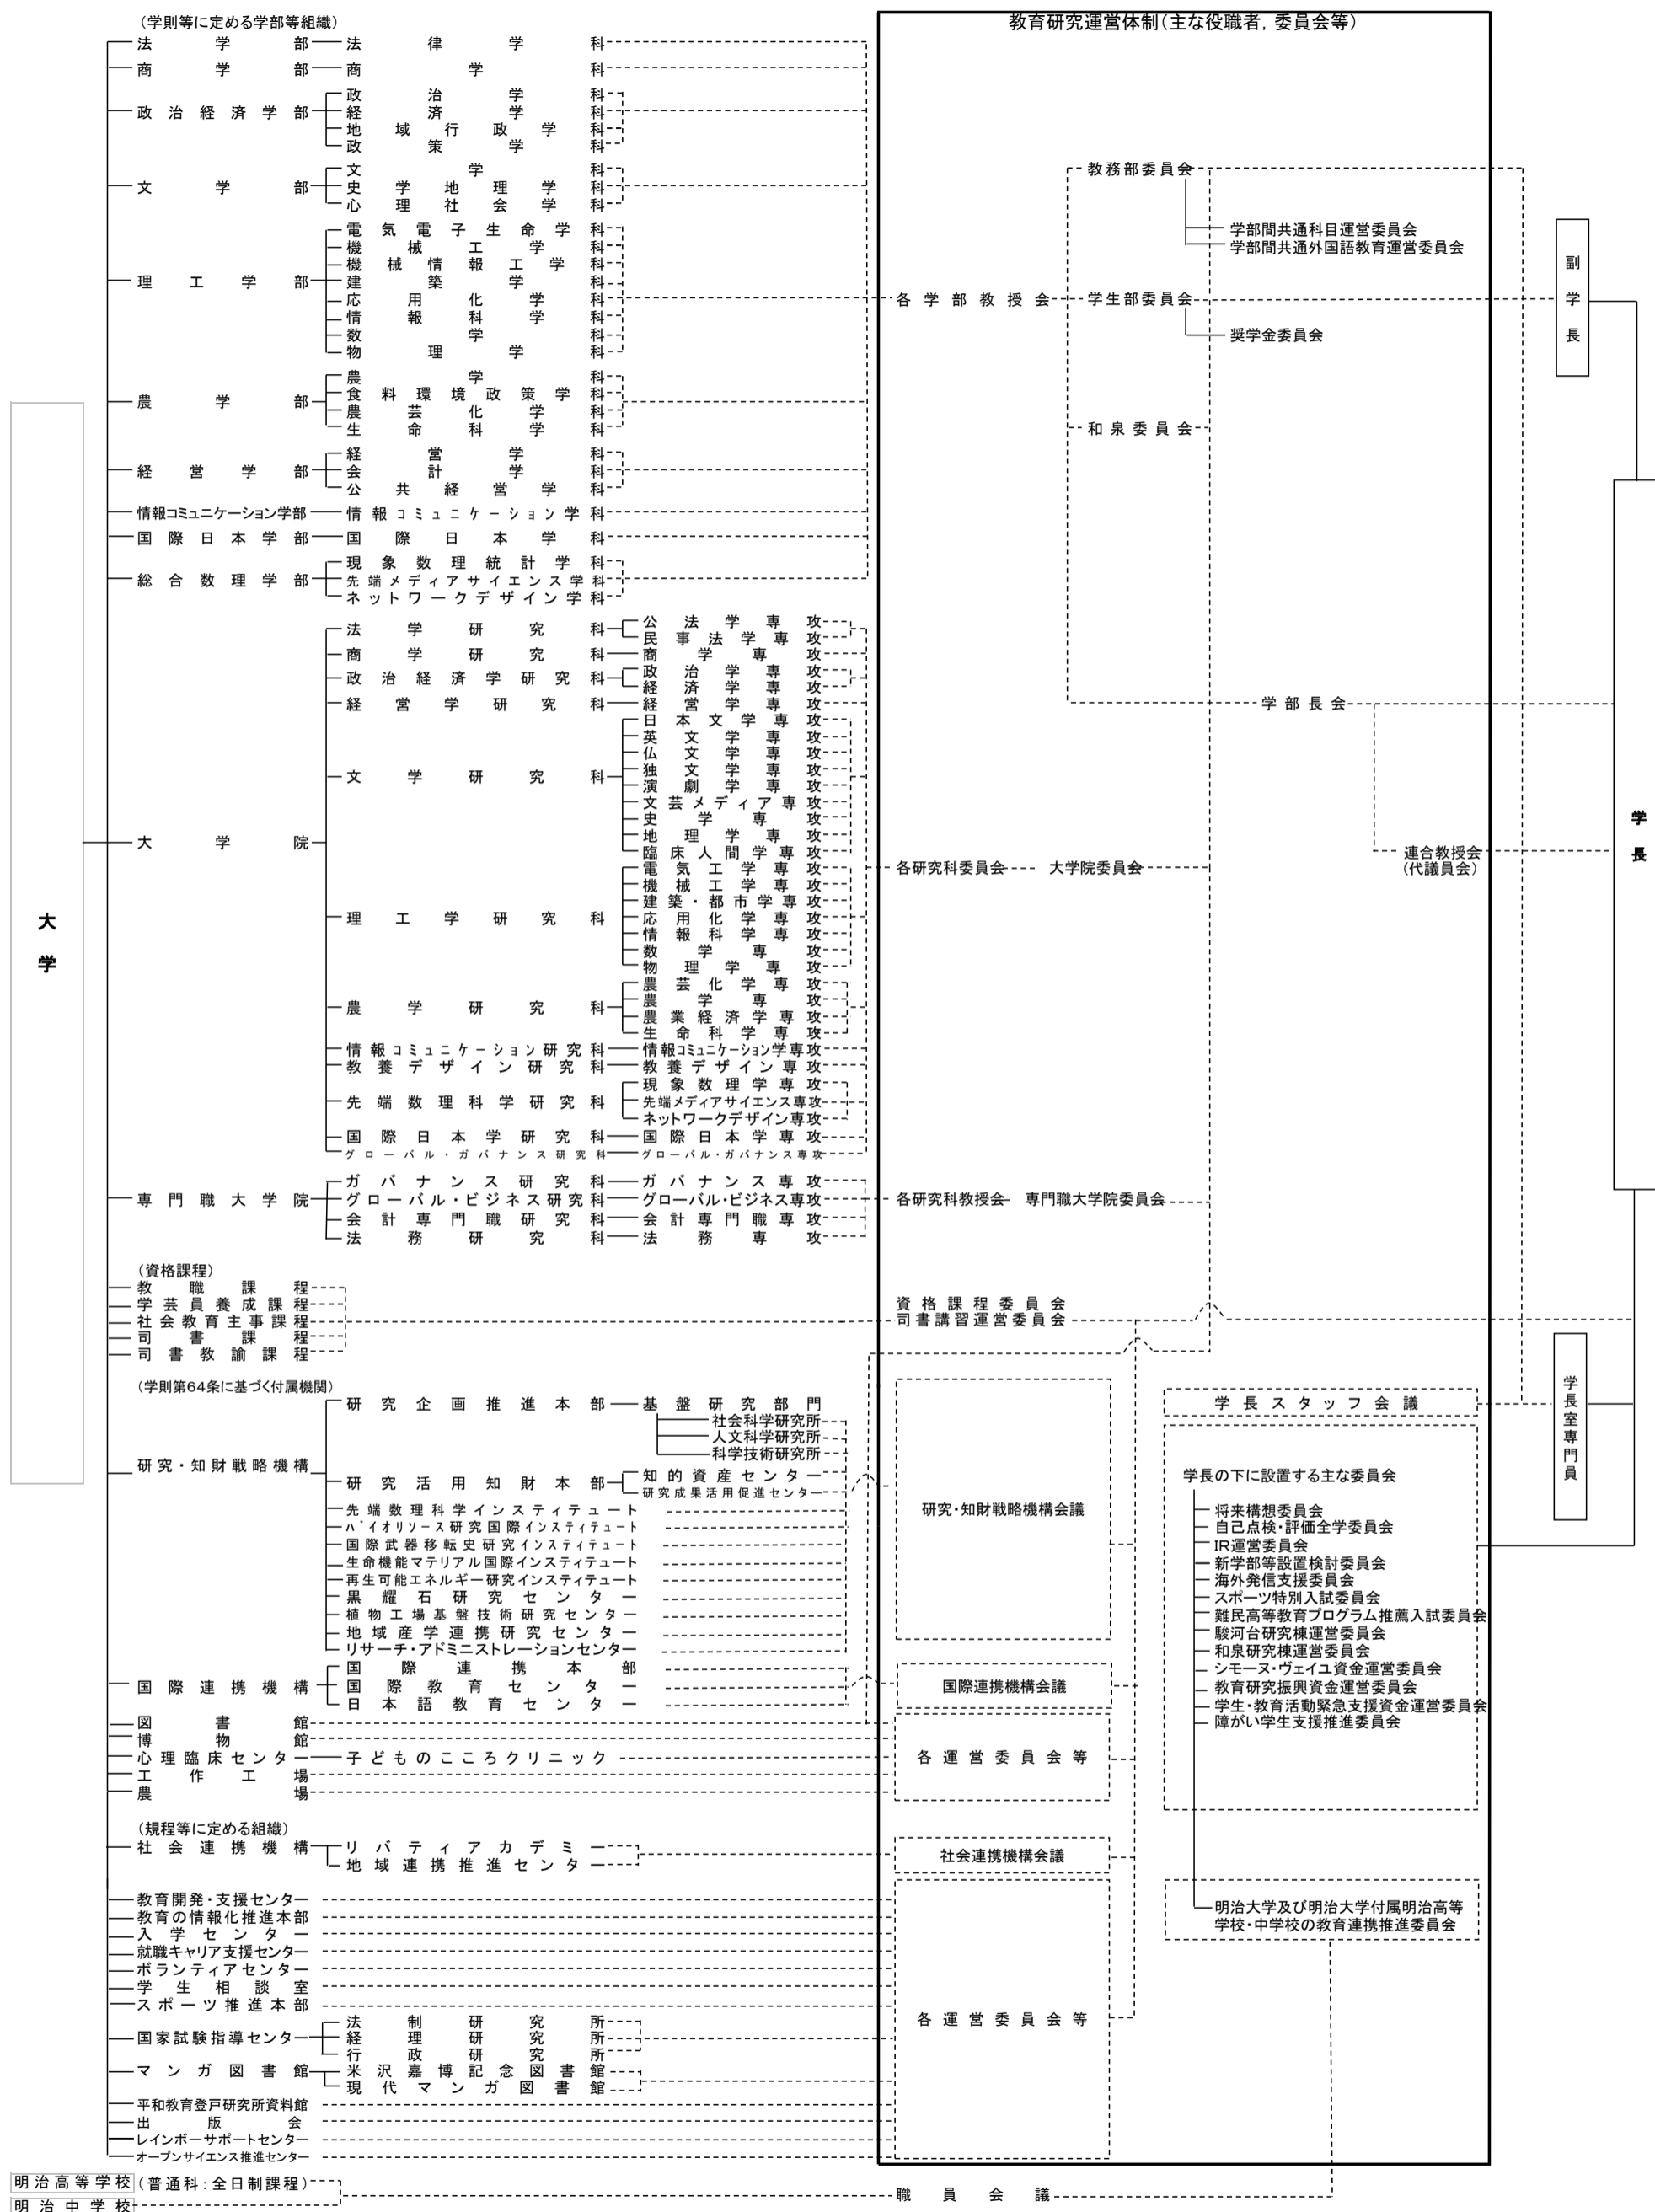 (学則等に定める学部等組織)
教育研究運営体制(主な役職者, 委員会等)
大学
法学部 法律学科
商学部 商学科
政治経済学部
政治学科
経済学科
地域行政学科
政策学科
文学部
文学科
史学地理学科
心理社会学科
理工学部
電気電子生命学科
機械工学科
機械情報工学科
建築学科
応用化学科
情報科学科
数学科
物理学科
農学部
農学科
食料環境政策学科
農芸化学科
生命科学科
経営学部
経営学科
会計学科
公共経営学科
情報コミュニケーション学部 情報コミュニケーション学科
国際日本学部 国際日本学科
総合数理学部
現象数理統計学科
先端メディアサイエンス学科
ネットワークデザイン学科
大学院
法学研究科
公法学専攻
民事法学専攻
商学研究科 商学専攻
政治経済学研究科
政治学専攻
経済学専攻
経営学研究科 経営学専攻
文学研究科
日本文学専攻
英文学専攻
仏文学専攻
独文学専攻
演劇学専攻
文芸メディア専攻
史学専攻
地理学専攻
臨床人間学専攻
理工学研究科
電気工学専攻
機械工学専攻
建築・都市学専攻
応用化学専攻
情報科学専攻
数学専攻
物理学専攻
農学研究科
農芸化学専攻
農学専攻
農業経済学専攻
生命科学専攻
情報コミュニケーション研究科 情報コミュニケーション学専攻
教養デザイン研究科 教養デザイン専攻
先端数理科学研究科
現象数理学専攻
先端メディアサイエンス専攻
ネットワークデザイン専攻
国際日本学研究科 国際日本学専攻
グローバル・ガバナンス研究科 グローバル・ガバナンス専攻
専門職大学院
ガバナンス研究科 ガバナンス専攻
グローバル・ビジネス研究科 グローバル・ビジネス専攻
会計専門職研究科 会計専門職専攻
法務研究科 法務専攻
(資格課程)
教職課程
学芸員養成課程
社会教育主事課程
司書課程
司書教諭課程
(学則第64条に基づく付属機関)
研究・知財戦略機構
研究企画推進本部 基盤研究部門
社会科学研究所
人文科学研究所
科学技術研究所
研究活用知財本部
知的資産センター
研究成果活用促進センター
先端数理科学インスティテュート
バイオリソース研究国際インスティテュート
国際武器移転史研究インスティテュート
生命機能マテリアル国際インスティテュート
再生可能エネルギー研究インスティテュート
黒耀石研究センター
植物工場基盤技術研究センター
地域産学連携研究センター
リサーチ・アドミニストレーションセンター
国際連携機構
国際連携本部
国際教育センター
日本語教育センター
図書館
博物館
心理臨床センター 子どものこころクリニック
工作工場
農場
(規程等に定める組織)
社会連携機構
リバティアカデミー
地域連携推進センター
教育開発・支援センター
教育の情報化推進本部
入学センター
就職キャリア支援センター
ボランティアセンター
学生相談室
スポーツ推進本部
国家試験指導センター
法制研究所
経理研究所
行政研究所
マンガ図書館
米沢嘉博記念図書館
現代マンガ図書館
平和教育登戸研究所資料館
出版会
レインボーサポートセンター
オープンサイエンス推進センター
明治高等学校 (普通科:全日制課程)
明治中学校
各学部教授会
教務部委員会
学部間共通科目運営委員会
学部間共通外国語教育運営委員会
学生部委員会
奨学金委員会
和泉委員会
学部長会
連合教授会
(代議員会)
各研究科委員会 大学院委員会
各研究科教授会 専門職大学院委員会
資格課程委員会
司書講習運営委員会
研究・知財戦略機構会議
国際連携機構会議
各運営委員会等
社会連携機構会議
各運営委員会等
学長スタッフ会議
学長の下に設置する主な委員会
将来構想委員会
自己点検・評価全学委員会
IR運営委員会
新学部等設置検討委員会
海外発信支援委員会
スポーツ特別入試委員会
難民高等教育プログラム推薦入試委員会
駿河台研究棟運営委員会
和泉研究棟運営委員会
シモーヌ・ヴェイユ資金運営委員会
教育研究振興資金運営委員会
学生・教育活動緊急支援資金運営委員会
障がい学生支援推進委員会
明治大学及び明治大学付属明治高等
学校・中学校の教育連携推進委員会
職員会議
副学長
学長
学長室専門員